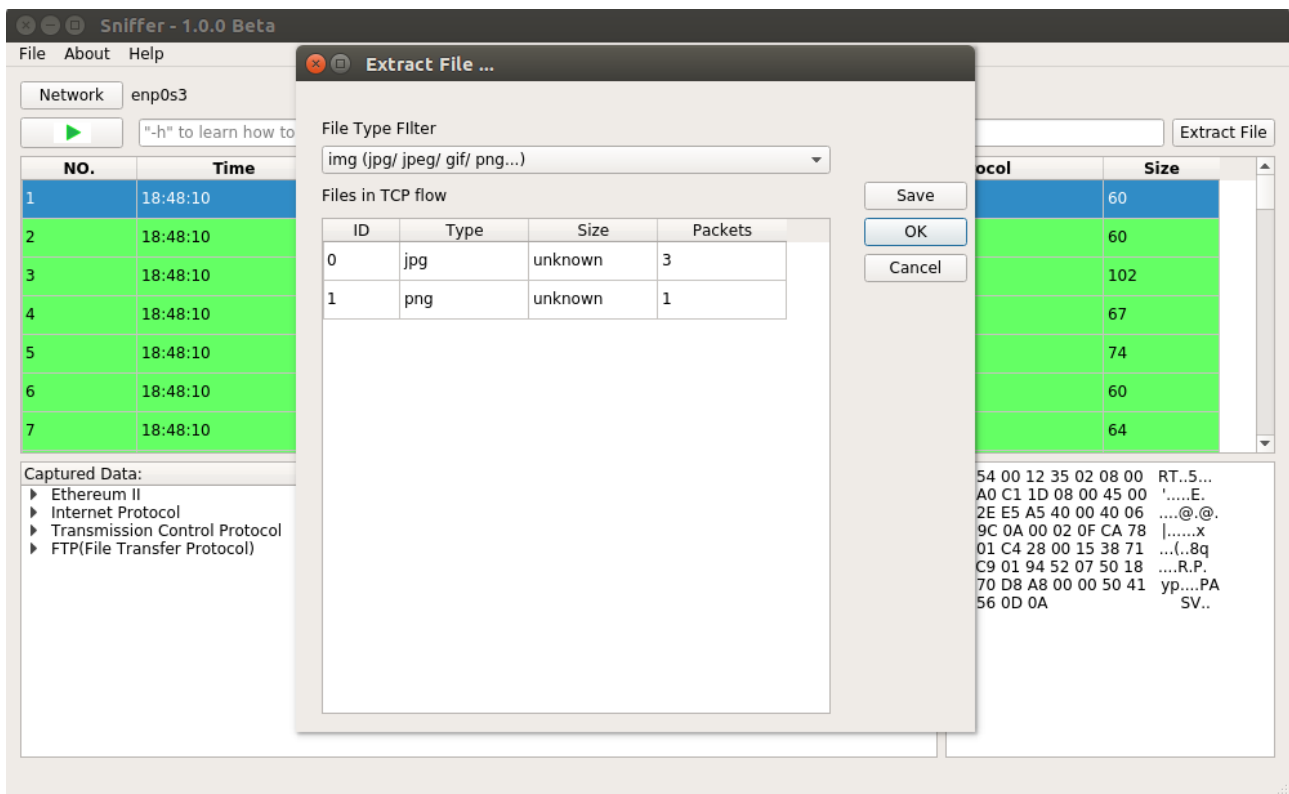 Sniffer - 1.0.0 Beta
File About Help
Network enp0s3
"-h" to learn how to
Extract File
NO. Time ocol Size
1 18:48:10 60
2 18:48:10 60
3 18:48:10 102
4 18:48:10 67
5 18:48:10 74
6 18:48:10 60
7 18:48:10 64
Extract File ...
File Type FIlter
img (jpg/ jpeg/ gif/ png...)
Files in TCP flow
ID Type Size Packets
0 jpg unknown 3
1 png unknown 1
Save
OK
Cancel
Captured Data:
Ethereum II
Internet Protocol
Transmission Control Protocol
FTP(File Transfer Protocol)
54 00 12 35 02 08 00 RT..5...
A0 C1 1D 08 00 45 00 '.....E.
2E E5 A5 40 00 40 06 ....@.@.
9C 0A 00 02 0F CA 78 |......x
01 C4 28 00 15 38 71 ...(..8q
C9 01 94 52 07 50 18 ....R.P.
70 D8 A8 00 00 50 41 yp....PA
56 0D 0A SV..